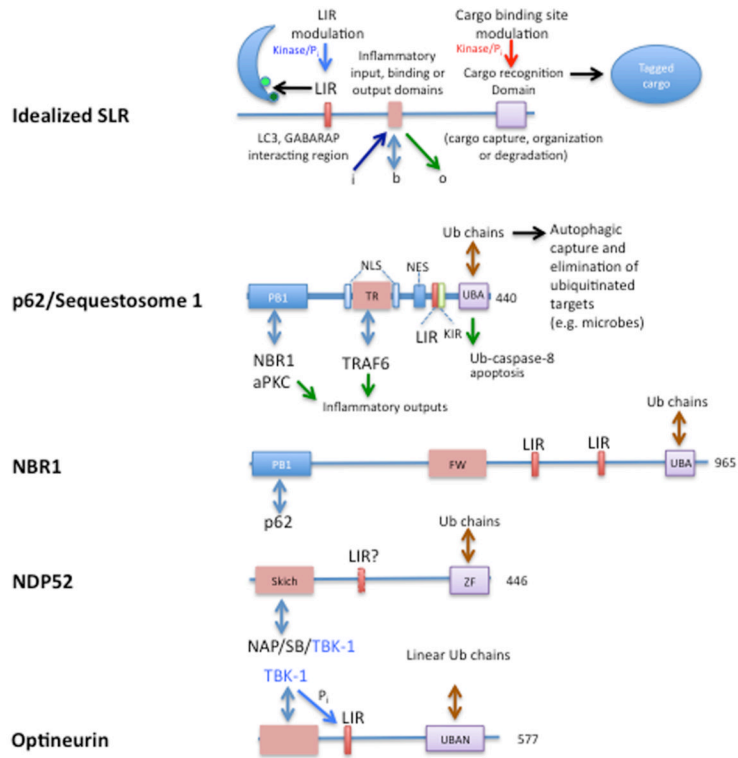 LIR
modulation
Kinase/Pi
Cargo binding site
modulation
Kinase/Pi
Inflammatory
input, binding or
output domains
LIR
Cargo recognition
Domain
Tagged
cargo
Idealized SLR
LC3, GABARAP
interacting region
(cargo capture, organization
or degradation)
i
b
o
Ub chains
Autophagic
capture and
elimination of
ubiquitinated
targets
(e.g. microbes)
NLS
NES
p62/Sequestosome 1
PB1
TR
UBA
440
LIR
KIR
NBR1
aPKC
TRAF6
Ub-caspase-8
apoptosis
Inflammatory outputs
Ub chains
LIR
LIR
NBR1
PB1
FW
UBA
965
p62
Ub chains
LIR?
NDP52
Skich
ZF
446
NAP/SB/TBK-1
Linear Ub chains
TBK-1
Pi
LIR
Optineurin
UBAN
577